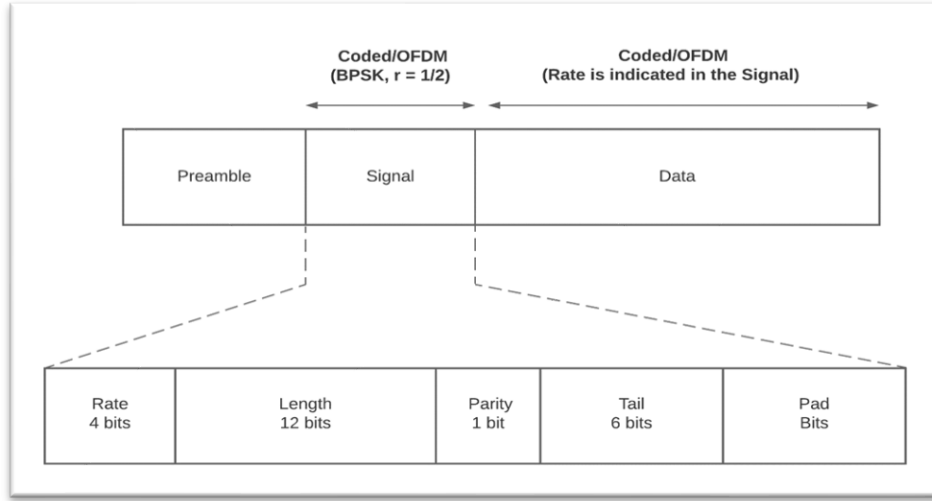 Coded/OFDM
(BPSK, r = 1/2)
Coded/OFDM
(Rate is indicated in the Signal)
Preamble
Signal
Data
Rate
4 bits
Length
12 bits
Parity
1 bit
Tail
6 bits
Pad
Bits